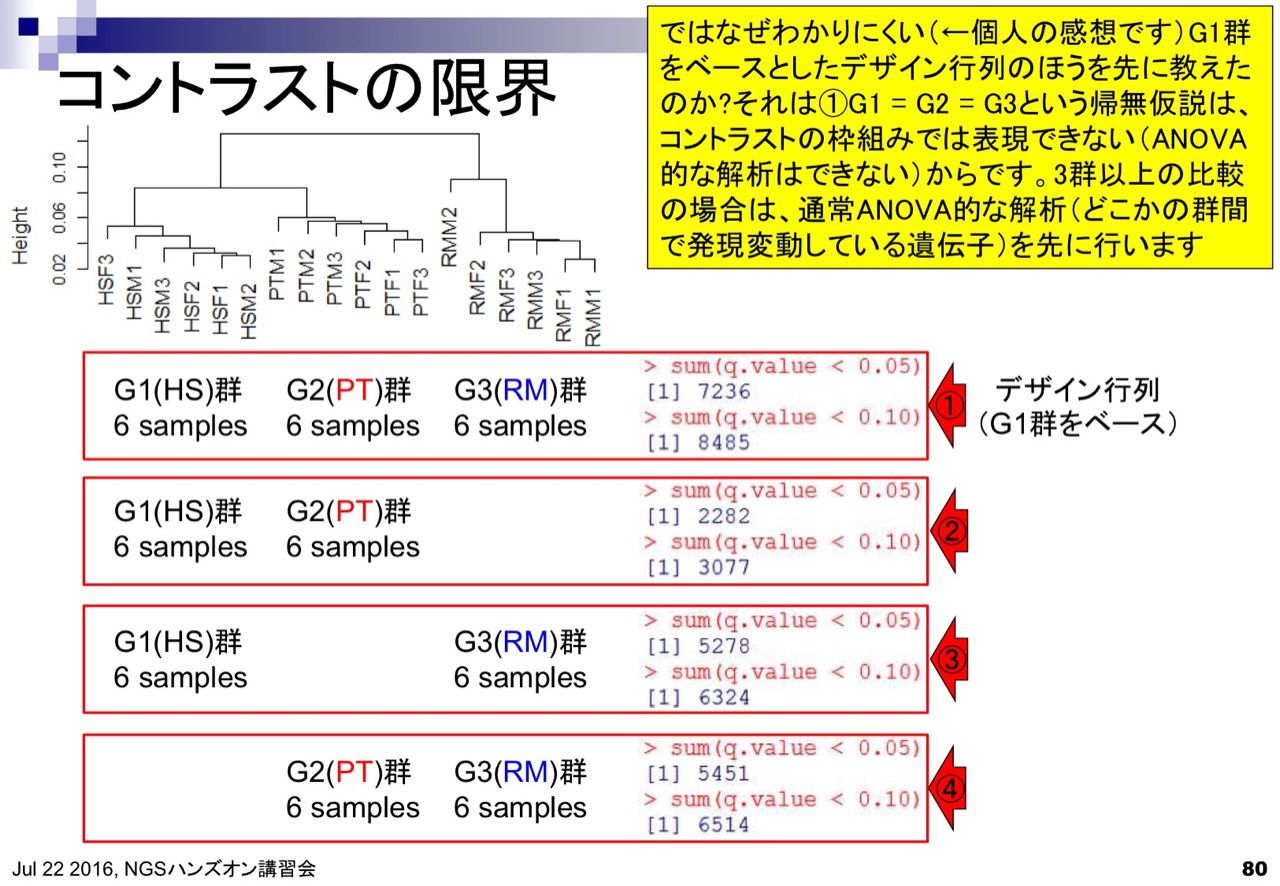 コントラストの限界
ではなぜわかりにくい(←個人の感想です)G1群
をベースとしたデザイン行列のほうを先に教えた
のか?それは①G1 = G2 = G3という帰無仮説は、
コントラストの枠組みでは表現できない(ANOVA
的な解析はできない)からです。3群以上の比較
の場合は、通常ANOVA的な解析(どこかの群間
で発現変動している遺伝子)を先に行います
Height
0.02
0.06
0.10
HSF3
HSM1
HSM3
HSF2
HSF1
HSM2
PTM1
PTM2
PTM3
PTF2
PTF1
PTF3
RMM2
RMF2
RMF3
RMM3
RMF1
RMM1
G1(HS)群 G2(PT)群 G3(RM)群
6 samples 6 samples 6 samples
> sum(q.value < 0.05)
[1] 7236
> sum(q.value < 0.10)
[1] 8485
①
デザイン行列
(G1群をベース)
G1(HS)群 G2(PT)群
6 samples 6 samples
> sum(q.value < 0.05)
[1] 2282
> sum(q.value < 0.10)
[1] 3077
②
G1(HS)群 G3(RM)群
6 samples 6 samples
> sum(q.value < 0.05)
[1] 5278
> sum(q.value < 0.10)
[1] 6324
③
G2(PT)群 G3(RM)群
6 samples 6 samples
> sum(q.value < 0.05)
[1] 5451
> sum(q.value < 0.10)
[1] 6514
④
Jul 22 2016, NGSハンズオン講習会
80